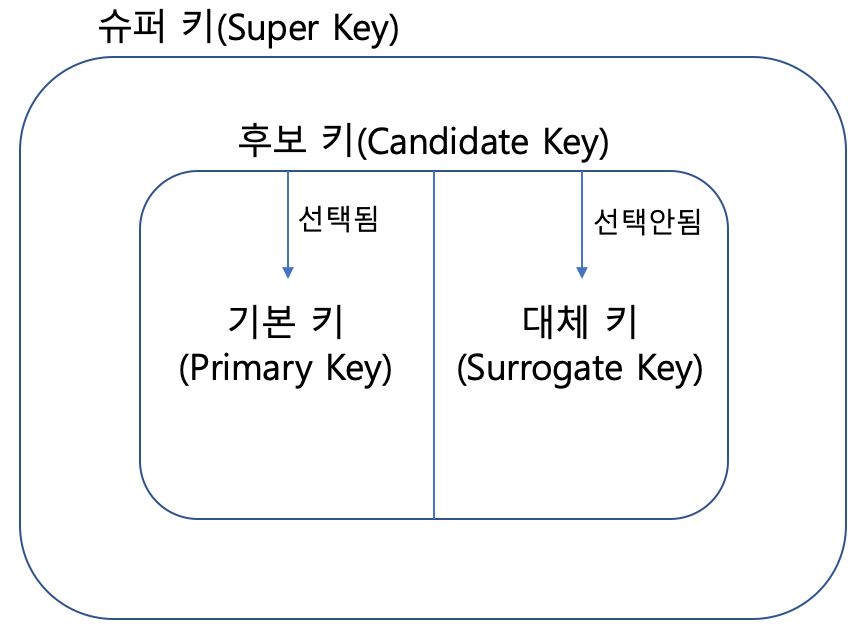 슈퍼 키(Super Key)
후보 키(Candidate Key)
선택됨
선택안됨
기본 키
(Primary Key)
대체 키
(Surrogate Key)